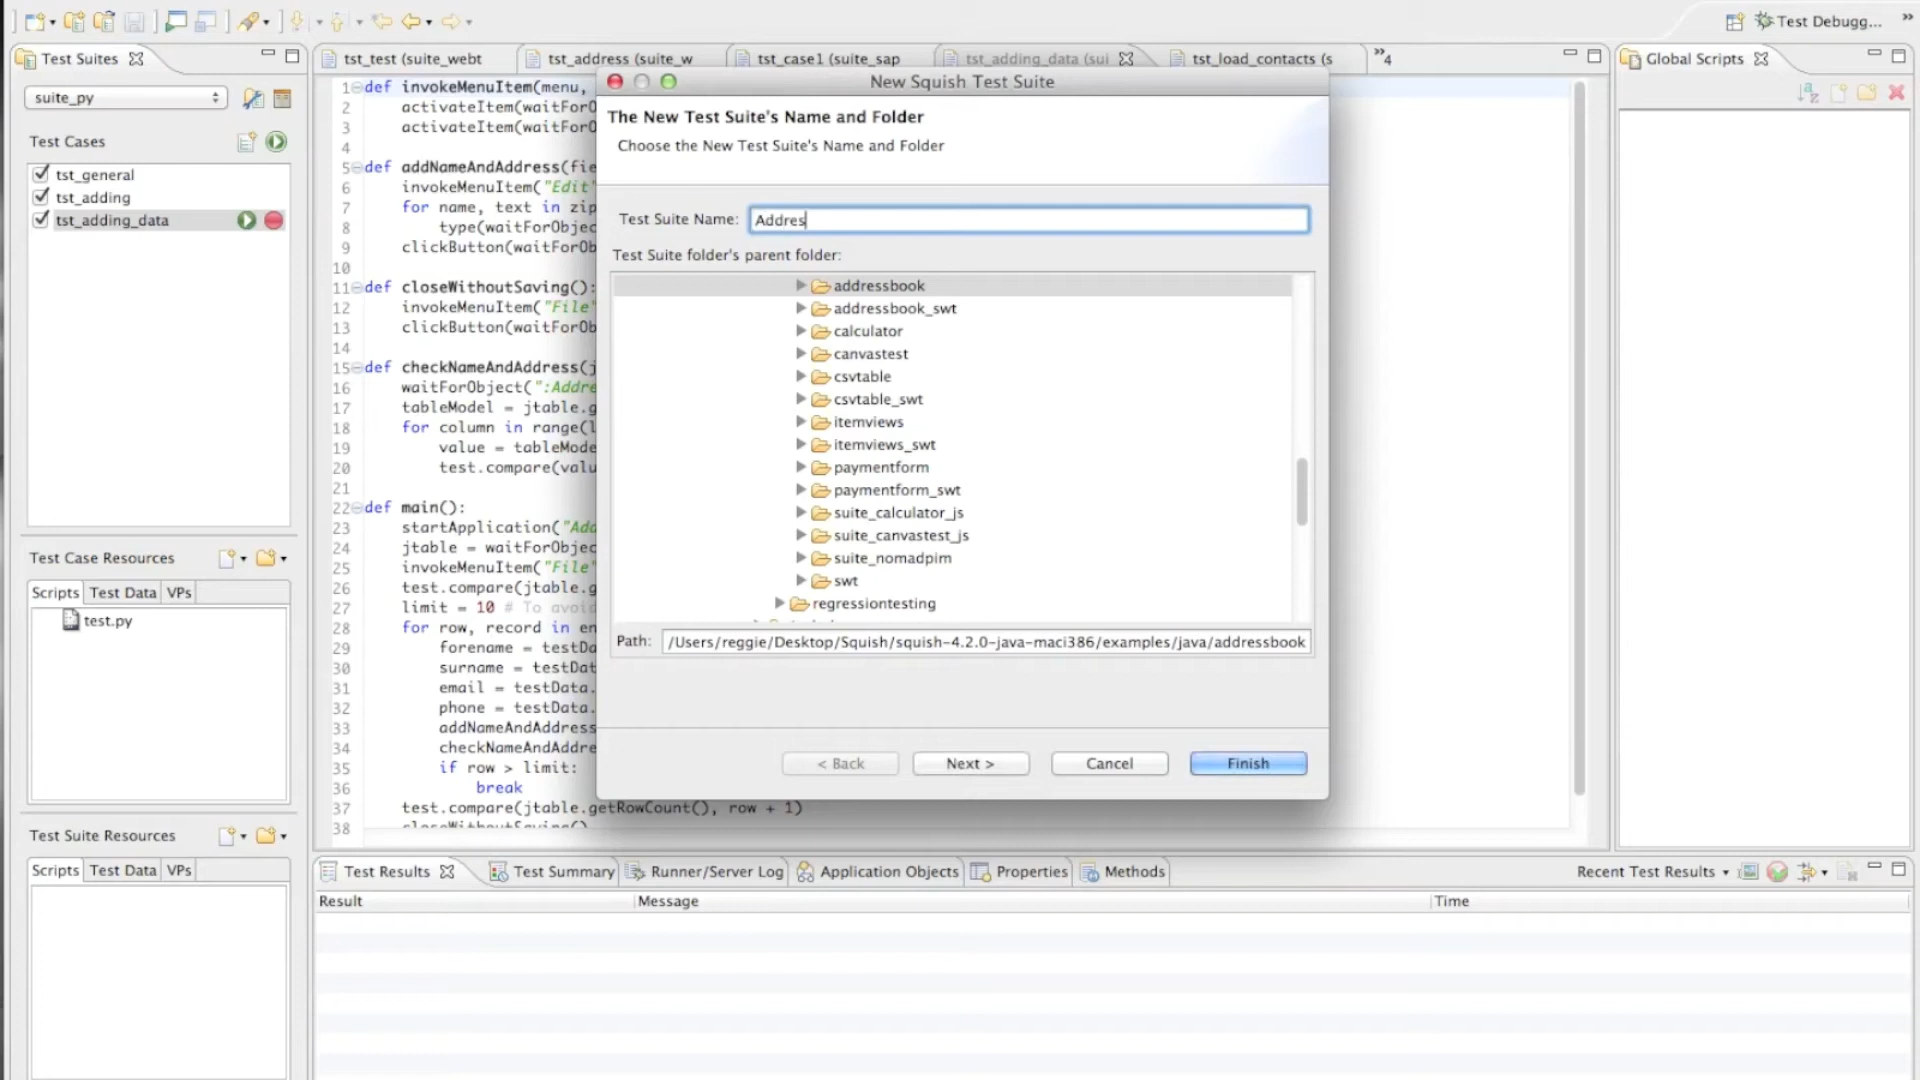 Test Debugg...
Test Suites
tst_test (suite_webt
tst_address (suite_w
tst_case1 (suite_sap
tst_adding_data (sui
tst_load_contacts (s
4
Global Scripts
suite_py
Test Cases
tst_general
tst_adding
tst_adding_data
Test Case Resources
Scripts
Test Data
VPs
test.py
Test Suite Resources
Scripts
Test Data
VPs
1 def invokeMenuItem(menu,
2 activateItem(waitForO
3 activateItem(waitForO
4
5 def addNameAndAddress(fie
6 invokeMenuItem("Edit"
7 for name, text in zip
8 type(waitForObjec
9 clickButton(waitForOb
10
11 def closeWithoutSaving():
12 invokeMenuItem("File"
13 clickButton(waitForOb
14
15 def checkNameAndAddress(j
16 waitForObject(":Addre
17 tableModel = jtable.g
18 for column in range(l
19 value = tableMode
20 test.compare(valu
21
22 def main():
23 startApplication("Add
24 jtable = waitForObjec
25 invokeMenuItem("File"
26 test.compare(jtable.g
27 limit = 10 # To avoid
28 for row, record in en
29 forename = testDa
30 surname = testDat
31 email = testData.
32 phone = testData.
33 addNameAndAddress
34 checkNameAndAddre
35 if row > limit:
36 break
37 test.compare(jtable.getRowCount(), row + 1)
38 closeWithoutSaving()
New Squish Test Suite
The New Test Suite's Name and Folder
Choose the New Test Suite's Name and Folder
Test Suite Name: Addres
Test Suite folder's parent folder:
addressbook
addressbook_swt
calculator
canvastest
csvtable
csvtable_swt
itemviews
itemviews_swt
paymentform
paymentform_swt
suite_calculator_js
suite_canvastest_js
suite_nomadpim
swt
regressiontesting
Path: /Users/reggie/Desktop/Squish/squish-4.2.0-java-maci386/examples/java/addressbook
< Back
Next >
Cancel
Finish
Test Results
Test Summary
Runner/Server Log
Application Objects
Properties
Methods
Recent Test Results
Result
Message
Time